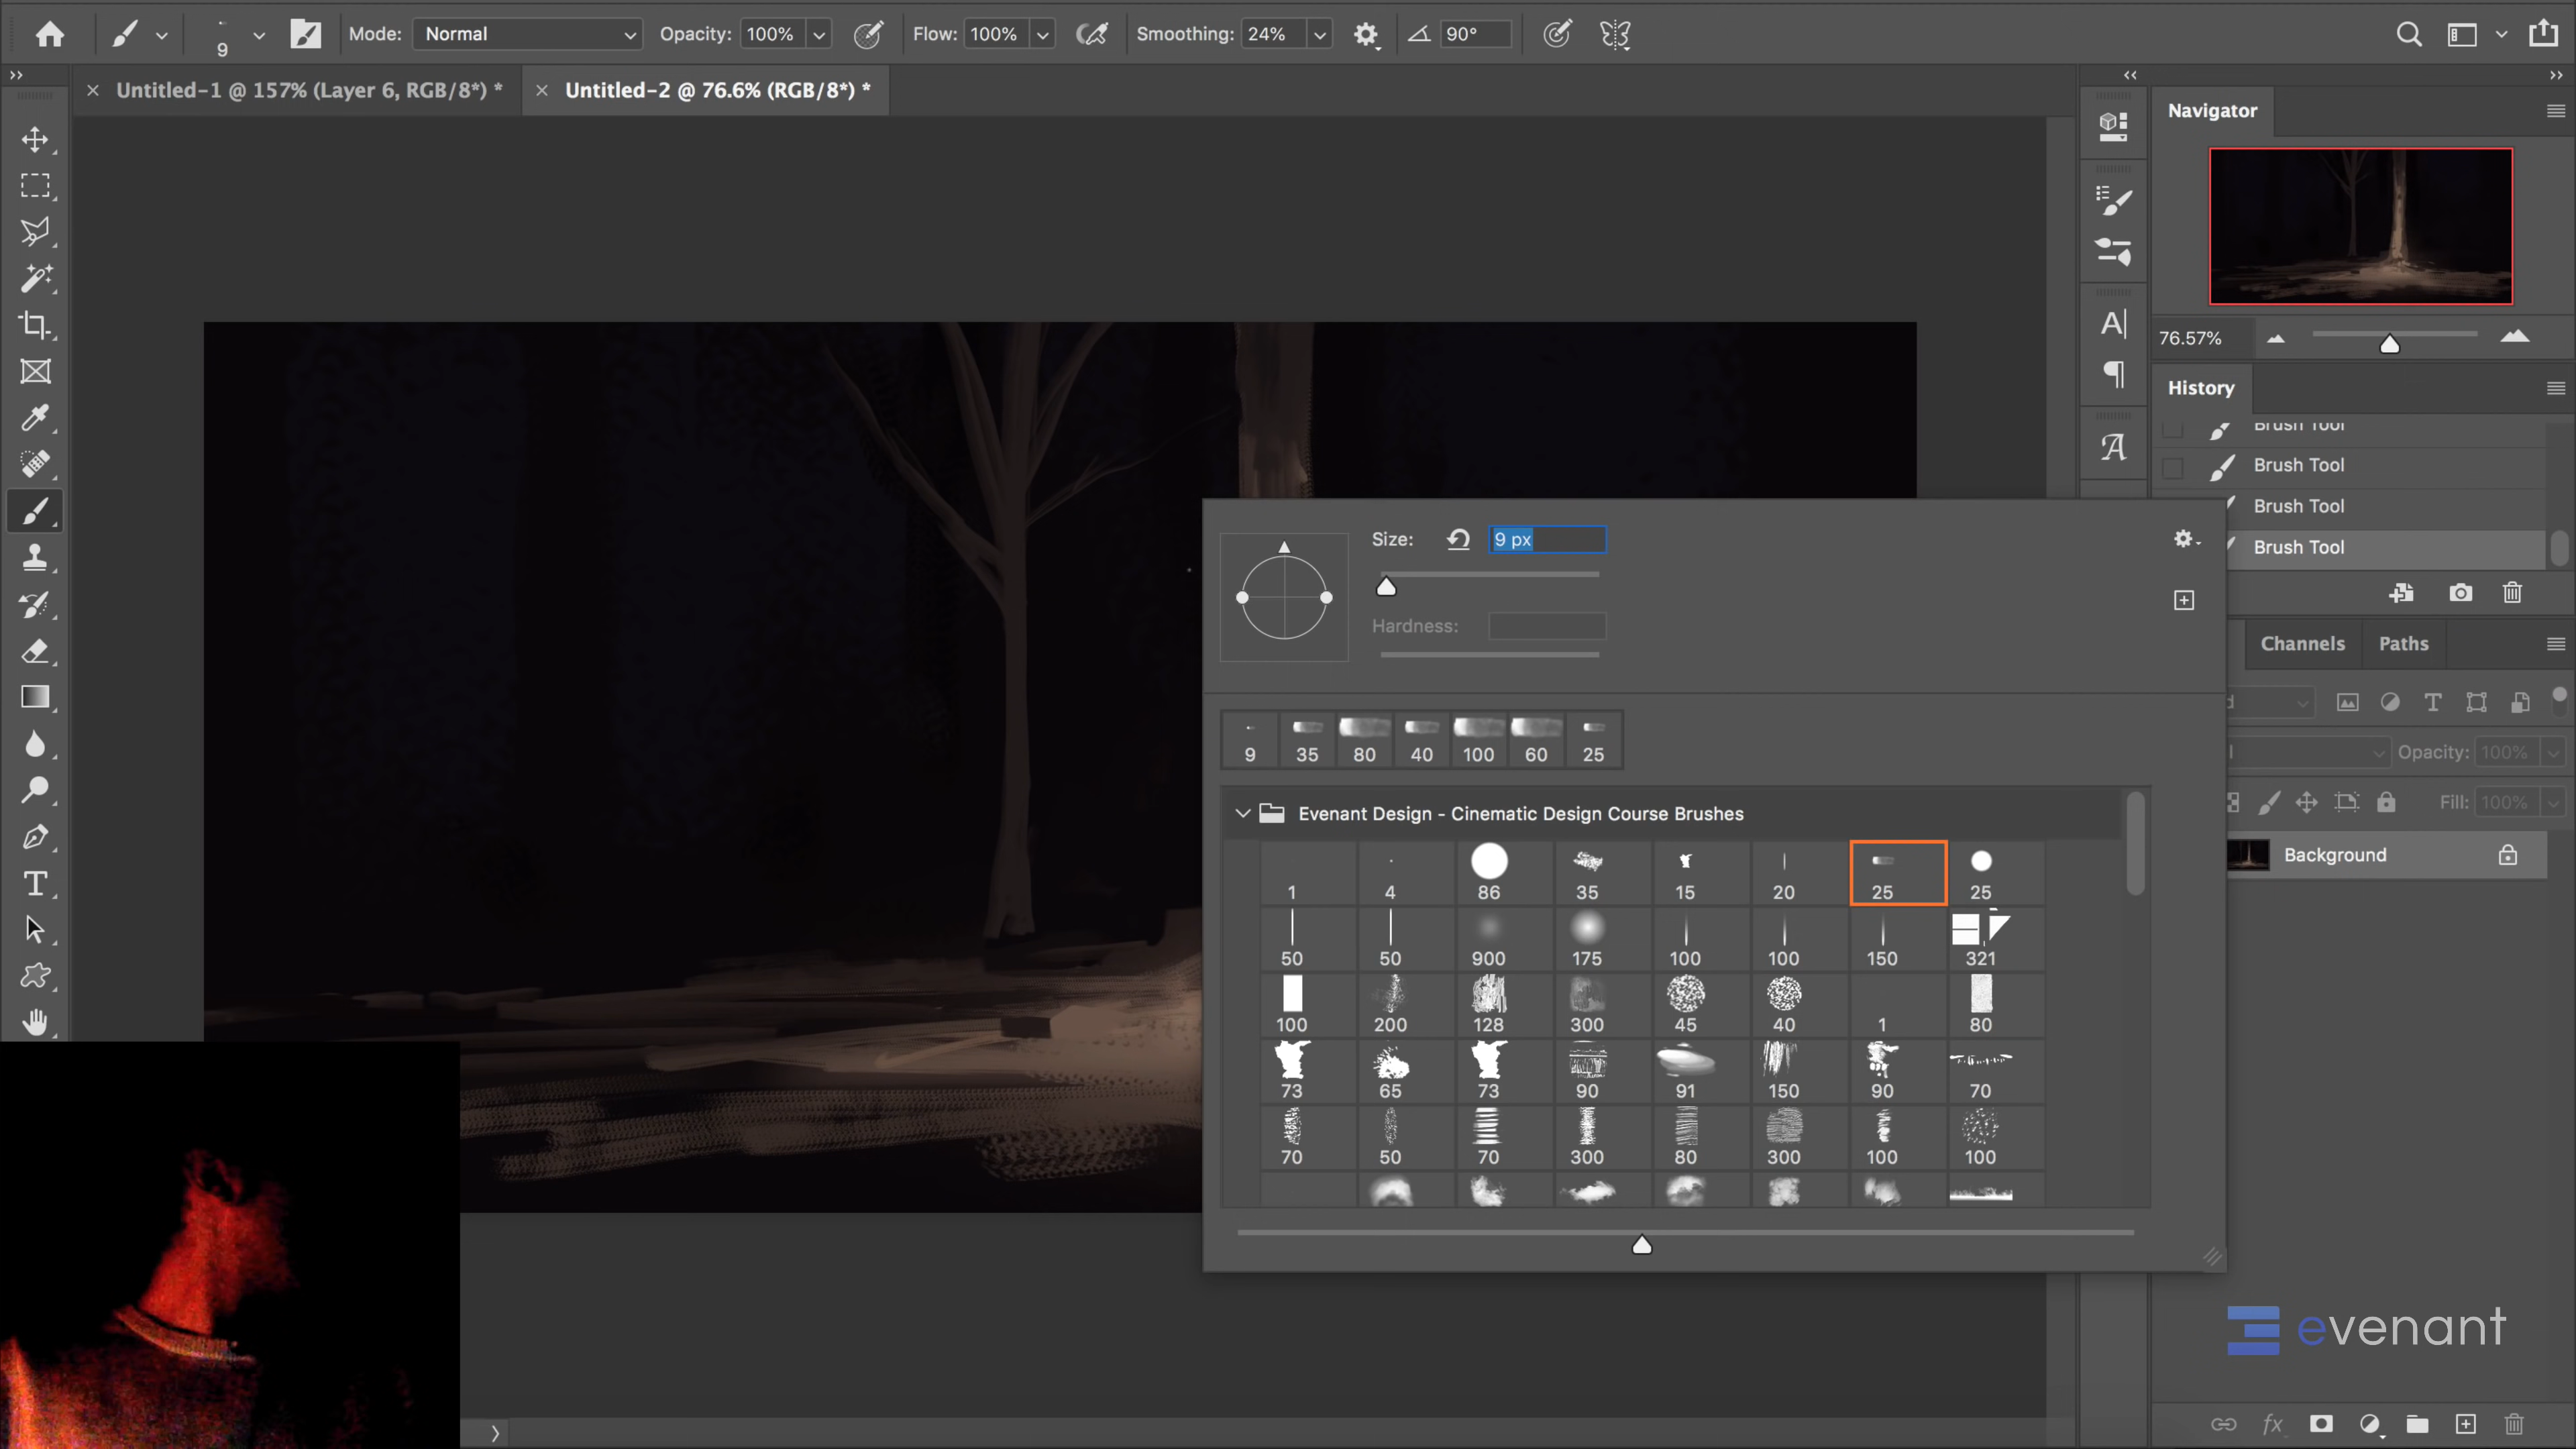 9
Mode: Normal
Opacity: 100%
Flow: 100%
Smoothing: 24%
90°
Untitled-1 @ 157% (Layer 6, RGB/8*) *
Untitled-2 @ 76.6% (RGB/8*) *
Navigator
76.57%
History
Brush Tool
Brush Tool
Brush Tool
Brush Tool
Size: 9 px
Hardness:
Channels Paths
Opacity: 100%
Fill: 100%
Background
9 35 80 40 100 60 25
Evenant Design - Cinematic Design Course Brushes
1 4 86 35 15 20 25 25
50 50 900 175 100 100 150 321
100 200 128 300 45 40 1 80
73 65 73 90 91 150 90 70
70 50 70 300 80 300 100 100
evenant
fx